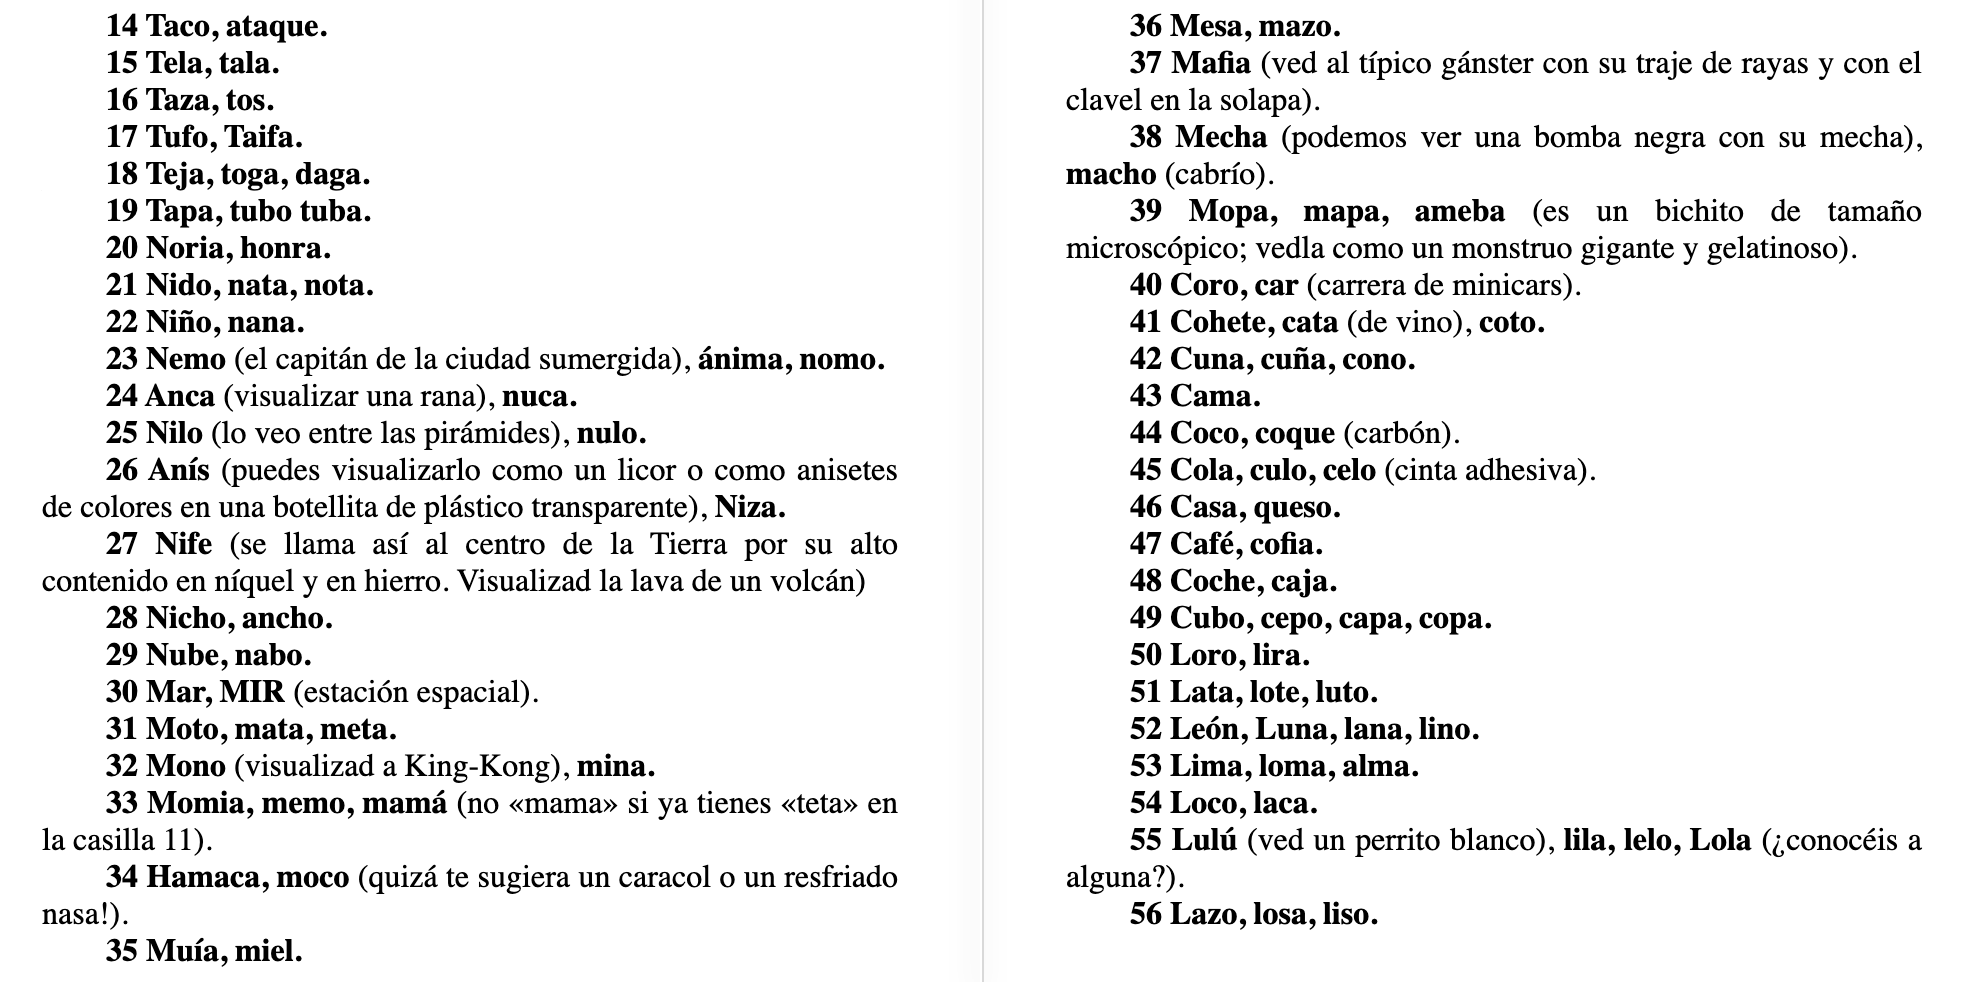 14 Taco, ataque.
15 Tela, tala.
16 Taza, tos.
17 Tufo, Taifa.
18 Teja, toga, daga.
19 Tapa, tubo tuba.
20 Noria, honra.
21 Nido, nata, nota.
22 Niño, nana.
23 Nemo (el capitán de la ciudad sumergida), ánima, nomo.
24 Anca (visualizar una rana), nuca.
25 Nilo (lo veo entre las pirámides), nulo.
26 Anís (puedes visualizarlo como un licor o como anisetes
de colores en una botellita de plástico transparente), Niza.
27 Nife (se llama así al centro de la Tierra por su alto
contenido en níquel y en hierro. Visualizad la lava de un volcán)
28 Nicho, ancho.
29 Nube, nabo.
30 Mar, MIR (estación espacial).
31 Moto, mata, meta.
32 Mono (visualizad a King-Kong), mina.
33 Momia, memo, mamá (no «mama» si ya tienes «teta» en
la casilla 11).
34 Hamaca, moco (quizá te sugiera un caracol o un resfriado
nasa!).
35 Muía, miel.
36 Mesa, mazo.
37 Mafia (ved al típico gánster con su traje de rayas y con el
clavel en la solapa).
38 Mecha (podemos ver una bomba negra con su mecha),
macho (cabrío).
39 Mopa, mapa, ameba (es un bichito de tamaño
microscópico; vedla como un monstruo gigante y gelatinoso).
40 Coro, car (carrera de minicars).
41 Cohete, cata (de vino), coto.
42 Cuna, cuña, cono.
43 Cama.
44 Coco, coque (carbón).
45 Cola, culo, celo (cinta adhesiva).
46 Casa, queso.
47 Café, cofia.
48 Coche, caja.
49 Cubo, cepo, capa, copa.
50 Loro, lira.
51 Lata, lote, luto.
52 León, Luna, lana, lino.
53 Lima, loma, alma.
54 Loco, laca.
55 Lulú (ved un perrito blanco), lila, lelo, Lola (¿conocéis a
alguna?).
56 Lazo, losa, liso.